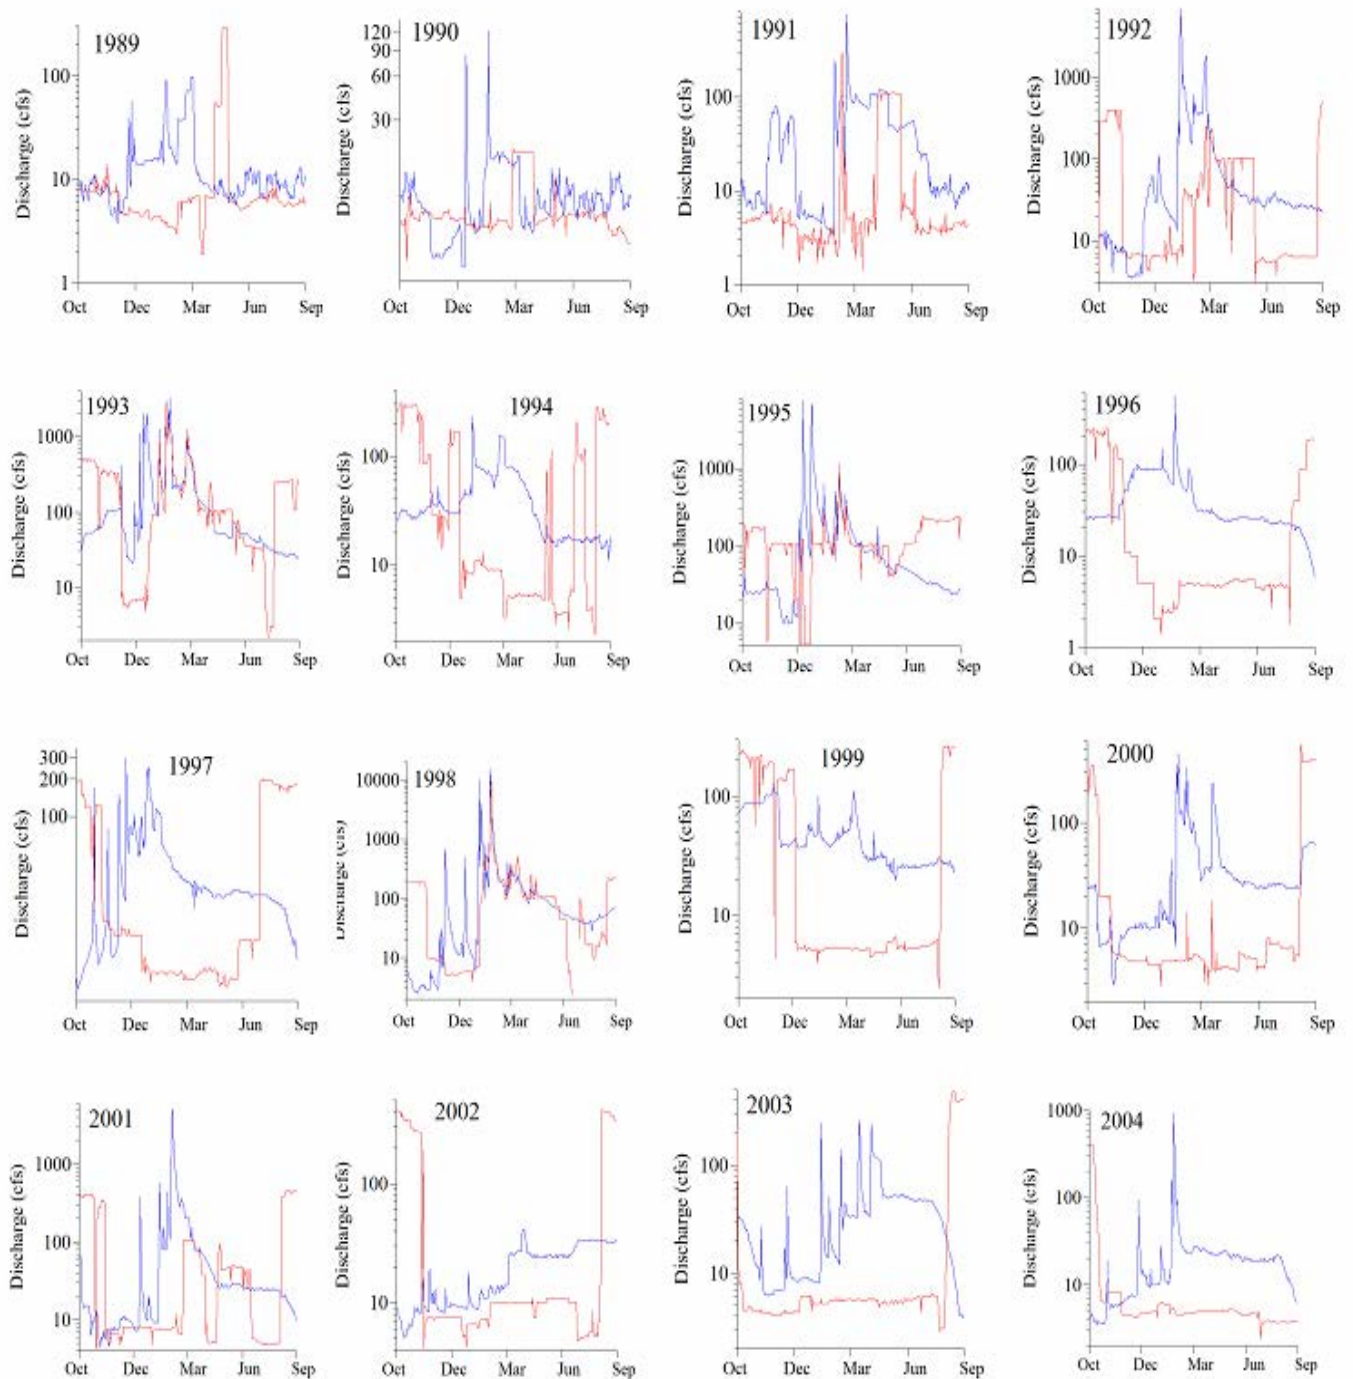 1989
Discharge (cfs)
100
10
1
Oct Dec Mar Jun Sep
1990
Discharge (cfs)
120
90
60
30
Oct Dec Mar Jun Sep
1991
Discharge (cfs)
100
10
1
Oct Dec Mar Jun Sep
1992
Discharge (cfs)
1000
100
10
Oct Dec Mar Jun Sep
1993
Discharge (cfs)
1000
100
10
Oct Dec Mar Jun Sep
1994
Discharge (cfs)
100
10
Oct Dec Mar Jun Sep
1995
Discharge (cfs)
1000
100
10
Oct Dec Mar Jun Sep
1996
Discharge (cfs)
100
10
1
Oct Dec Mar Jun Sep
1997
Discharge (cfs)
300
200
100
Oct Dec Mar Jun Sep
1998
Discharge (cfs)
10000
1000
100
10
Oct Dec Mar Jun Sep
1999
Discharge (cfs)
100
10
Oct Dec Mar Jun Sep
2000
Discharge (cfs)
100
10
Oct Dec Mar Jun Sep
2001
Discharge (cfs)
1000
100
10
Oct Dec Mar Jun Sep
2002
Discharge (cfs)
100
10
Oct Dec Mar Jun Sep
2003
Discharge (cfs)
100
10
Oct Dec Mar Jun Sep
2004
Discharge (cfs)
1000
100
10
Oct Dec Mar Jun Sep